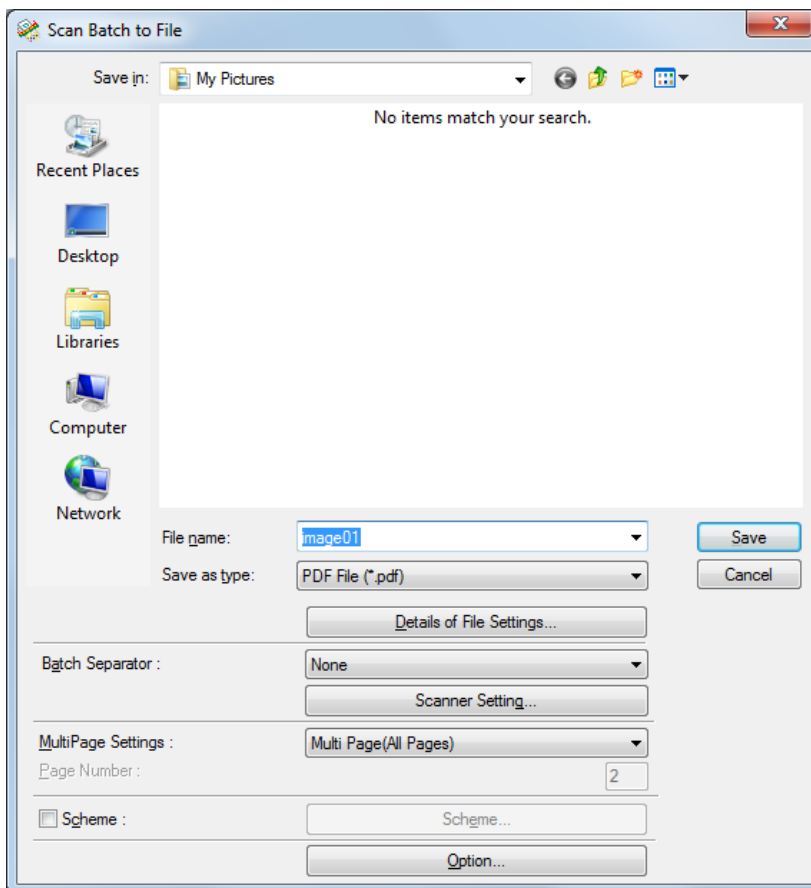 Scan Batch to File
Save in: My Pictures
No items match your search.
Recent Places
Desktop
Libraries
Computer
Network
File name: image01 Save
Save as type: PDF File (*.pdf) Cancel
Details of File Settings...
Batch Separator : None
Scanner Setting...
MultiPage Settings : Multi Page(All Pages)
Page Number : 2
Scheme : Scheme...
Option...